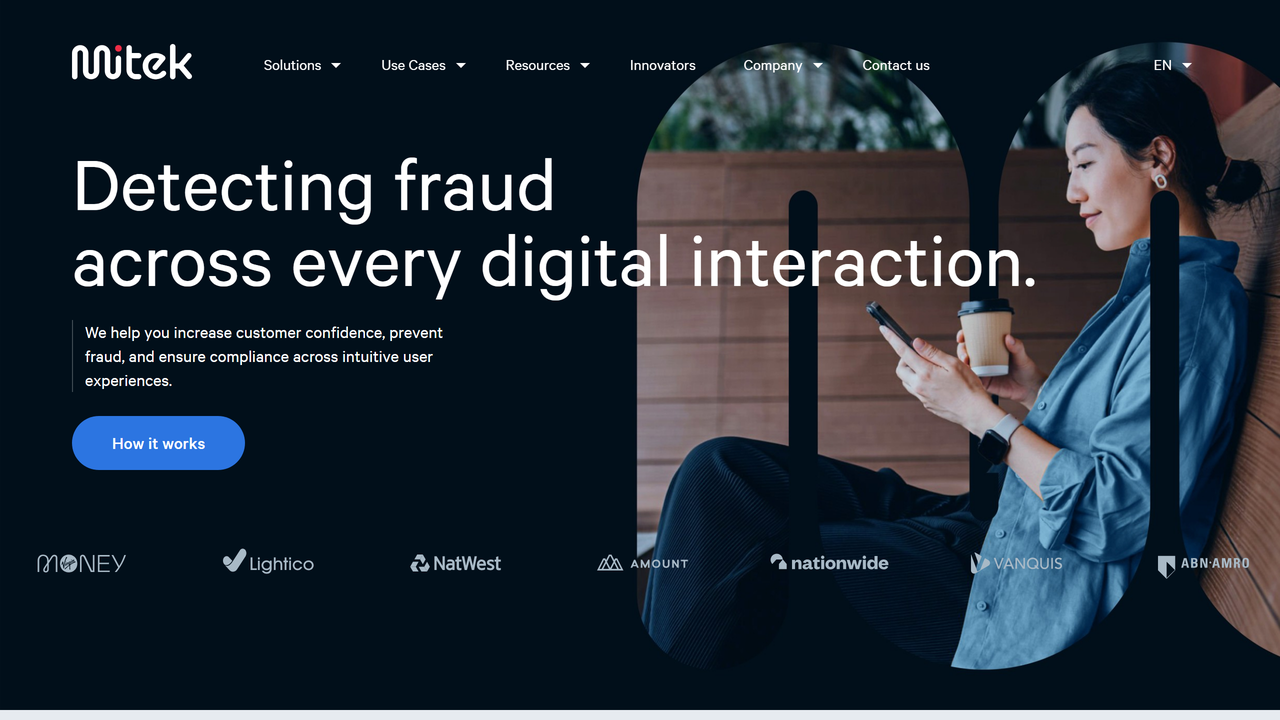 Mitek
Solutions
Use Cases
Resources
Innovators
Company
Contact us
EN
Detecting fraud
across every digital interaction.
We help you increase customer confidence, prevent
fraud, and ensure compliance across intuitive user
experiences.
How it works
Virgin MONEY
Lightico
NatWest
AMOUNT
nationwide
VANQUIS
ABN·AMRO